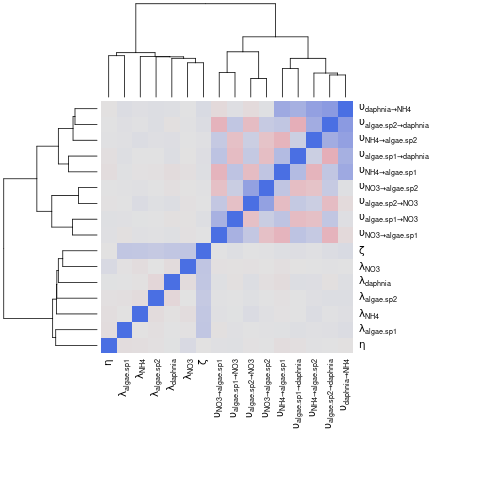 υdaphnia→NH4
υalgae.sp2→daphnia
υNH4→algae.sp2
υalgae.sp1→daphnia
υNH4→algae.sp1
υNO3→algae.sp2
υalgae.sp2→NO3
υalgae.sp1→NO3
υNO3→algae.sp1
ζ
λNO3
λdaphnia
λalgae.sp2
λNH4
λalgae.sp1
η
η
λalgae.sp1
λNH4
λalgae.sp2
λdaphnia
λNO3
ζ
υNO3→algae.sp1
υalgae.sp1→NO3
υalgae.sp2→NO3
υNO3→algae.sp2
υNH4→algae.sp1
υalgae.sp1→daphnia
υNH4→algae.sp2
υalgae.sp2→daphnia
υdaphnia→NH4